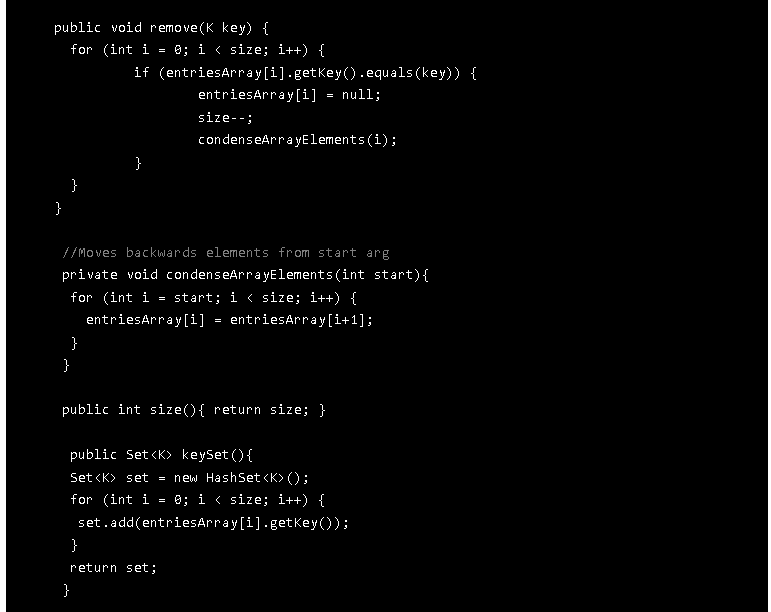 public void remove(K key) {
for (int i = 0; i < size; i++) {
if (entriesArray[i].getKey().equals(key)) {
entriesArray[i] = null;
size--;
condenseArrayElements(i);
}
}
}
//Moves backwards elements from start arg
private void condenseArrayElements(int start){
for (int i = start; i < size; i++) {
entriesArray[i] = entriesArray[i+1];
}
}
public int size(){ return size; }
public Set<K> keySet(){
Set<K> set = new HashSet<K>();
for (int i = 0; i < size; i++) {
set.add(entriesArray[i].getKey());
}
return set;
}